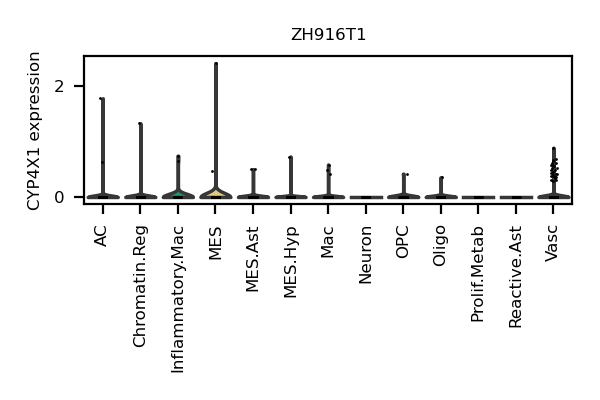 ZH916T1
CYP4X1 expression
2
0
AC
Chromatin.Reg
Inflammatory.Mac
MES
MES.Ast
MES.Hyp
Mac
Neuron
OPC
Oligo
Prolif.Metab
Reactive.Ast
Vasc